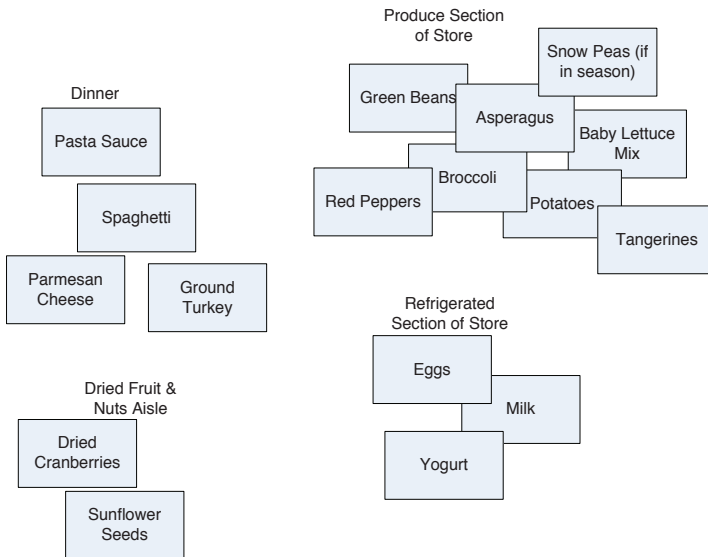 Dinner
Pasta Sauce
Spaghetti
Parmesan
Cheese
Ground
Turkey
Produce Section
of Store
Snow Peas (if
in season)
Green Beans
Asperagus
Baby Lettuce
Mix
Broccoli
Red Peppers
Potatoes
Tangerines
Dried Fruit &
Nuts Aisle
Dried
Cranberries
Sunflower
Seeds
Refrigerated
Section of Store
Eggs
Milk
Yogurt